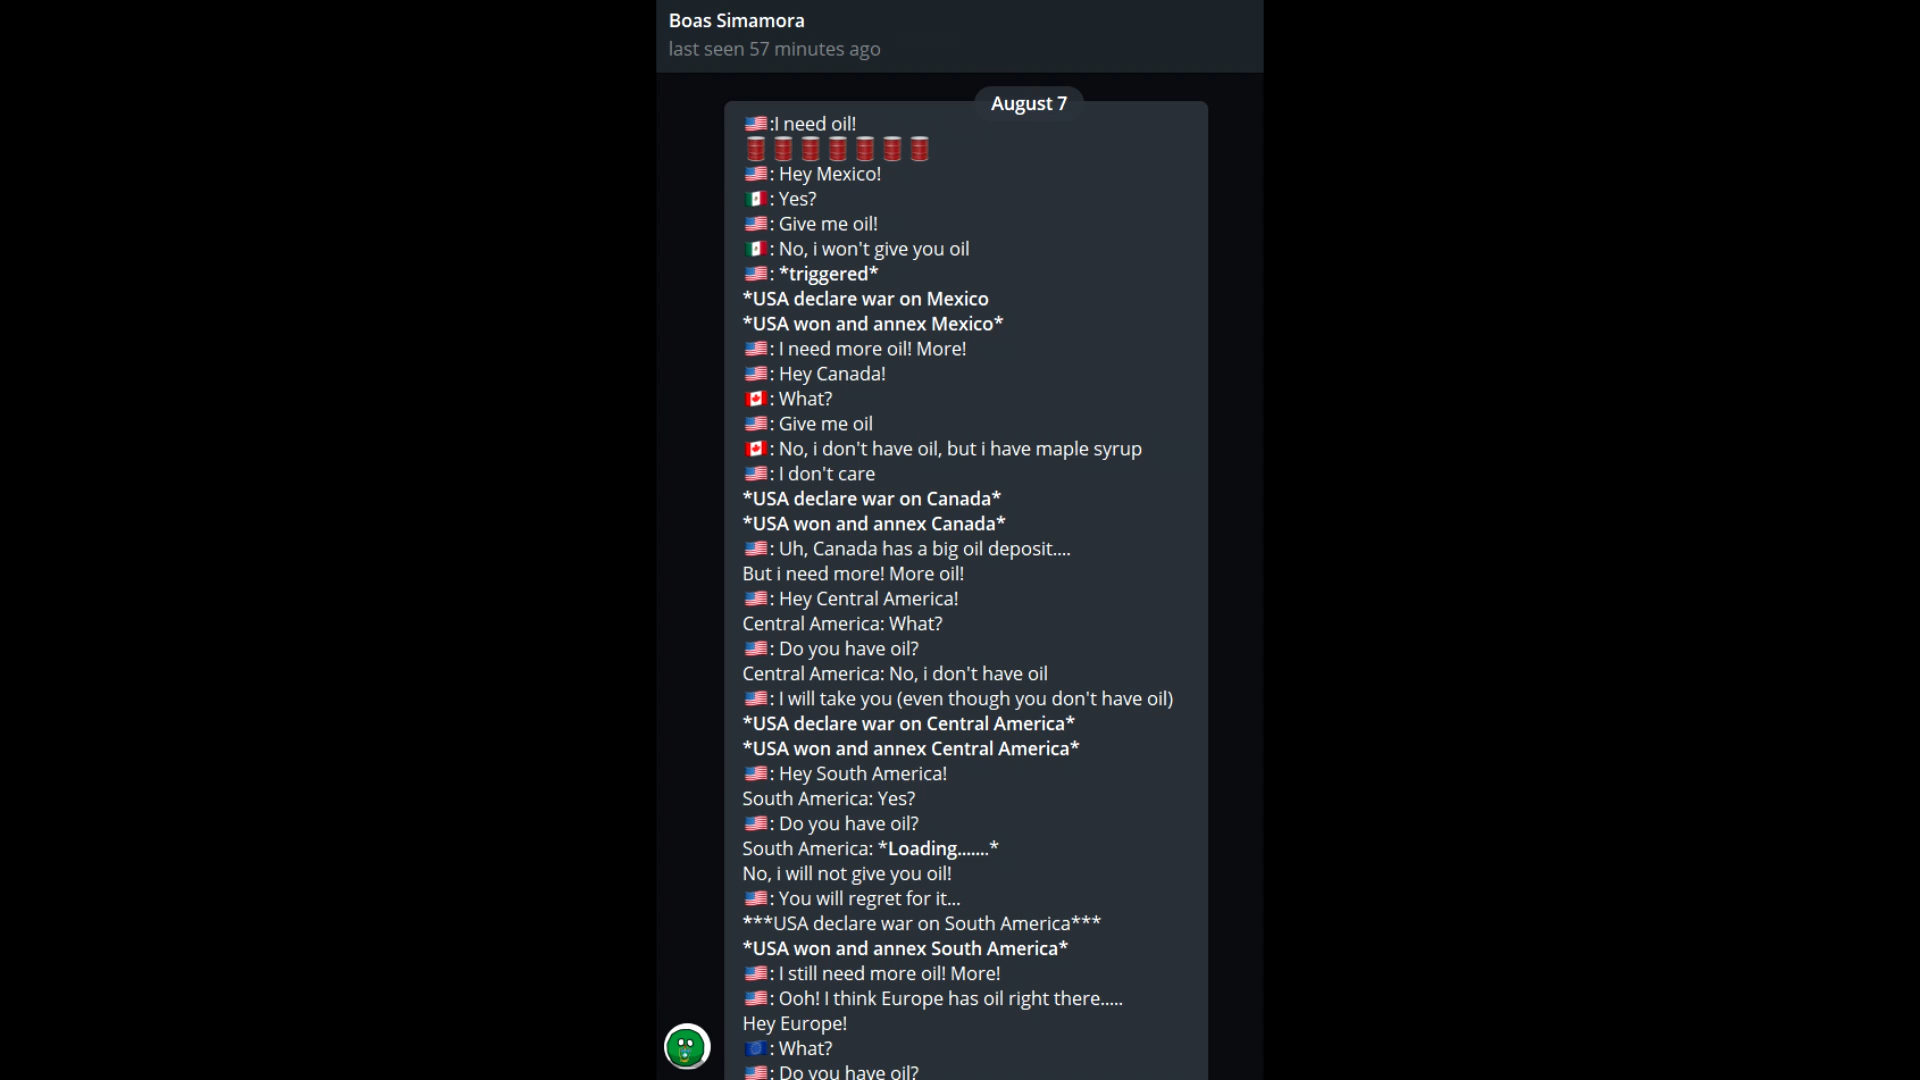 Boas Simamora
last seen 57 minutes ago
August 7
🇺🇸:I need oil!
🛢🛢🛢🛢🛢🛢🛢
🇺🇸: Hey Mexico!
🇲🇽: Yes?
🇺🇸: Give me oil!
🇲🇽: No, i won't give you oil
🇺🇸: *triggered*
*USA declare war on Mexico
*USA won and annex Mexico*
🇺🇸: I need more oil! More!
🇺🇸: Hey Canada!
🇨🇦: What?
🇺🇸: Give me oil
🇨🇦: No, i don't have oil, but i have maple syrup
🇺🇸: I don't care
*USA declare war on Canada*
*USA won and annex Canada*
🇺🇸: Uh, Canada has a big oil deposit....
But i need more! More oil!
🇺🇸: Hey Central America!
Central America: What?
🇺🇸: Do you have oil?
Central America: No, i don't have oil
🇺🇸: I will take you (even though you don't have oil)
*USA declare war on Central America*
*USA won and annex Central America*
🇺🇸: Hey South America!
South America: Yes?
🇺🇸: Do you have oil?
South America: *Loading.......*
No, i will not give you oil!
🇺🇸: You will regret for it...
***USA declare war on South America***
*USA won and annex South America*
🇺🇸: I still need more oil! More!
🇺🇸: Ooh! I think Europe has oil right there.....
Hey Europe!
🇪🇺: What?
🇺🇸: Do you have oil?